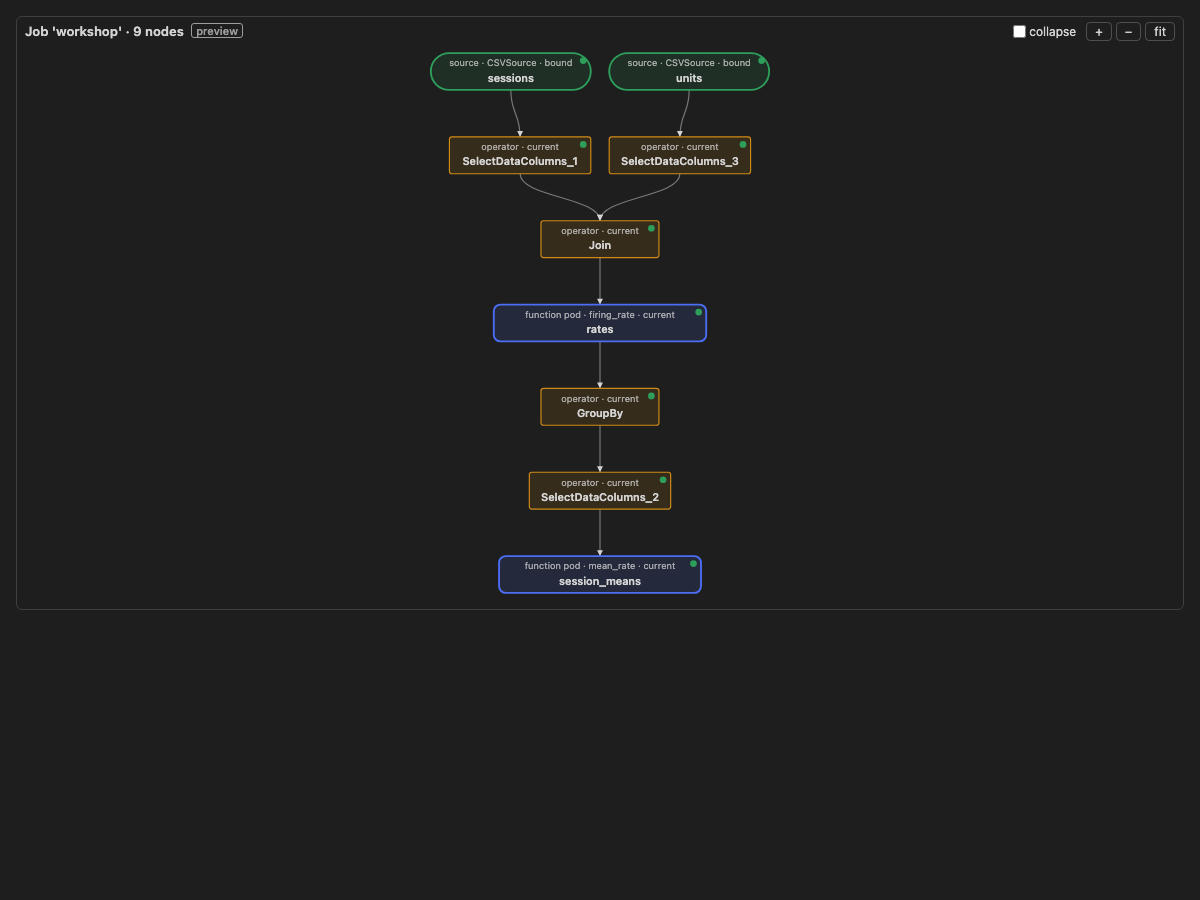 Job 'workshop' · 9 nodes preview
collapse + − fit
source · CSVSource · bound
sessions
source · CSVSource · bound
units
operator · current
SelectDataColumns_1
operator · current
SelectDataColumns_3
operator · current
Join
function pod · firing_rate · current
rates
operator · current
GroupBy
operator · current
SelectDataColumns_2
function pod · mean_rate · current
session_means